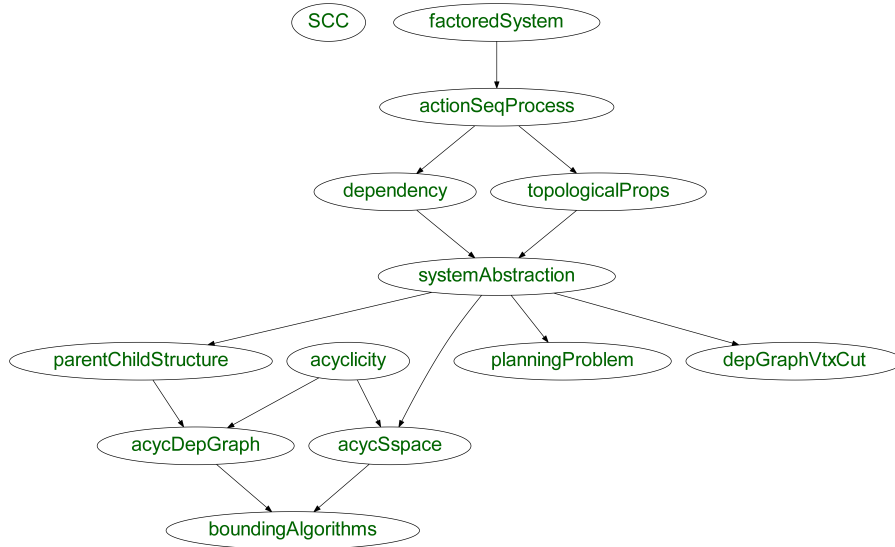 SCC
factoredSystem
actionSeqProcess
dependency
topologicalProps
systemAbstraction
parentChildStructure
acyclicity
planningProblem
depGraphVtxCut
acycDepGraph
acycSspace
boundingAlgorithms